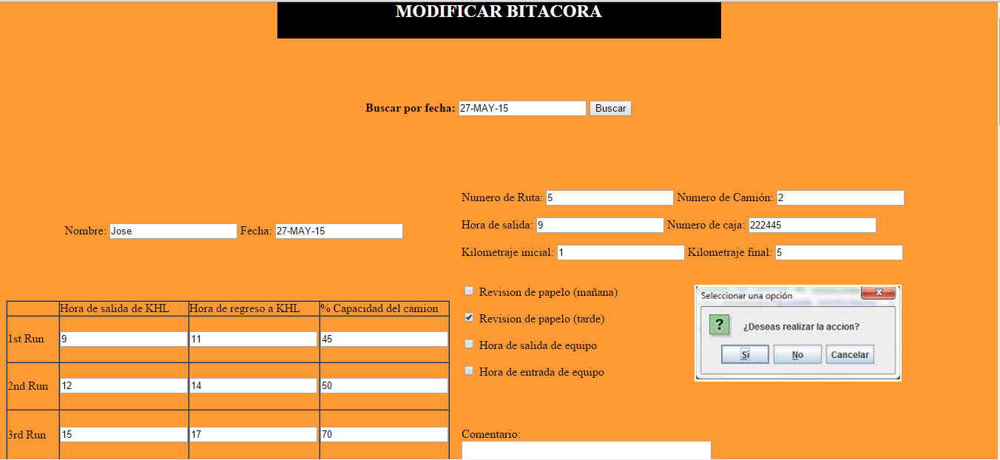 MODIFICAR BITACORA
Buscar por fecha: 27-MAY-15 Buscar
Nombre: Jose Fecha: 27-MAY-15
Numero de Ruta: 5 Numero de Camión: 2
Hora de salida: 9 Numero de caja: 222445
Kilometraje inicial: 1 Kilometraje final: 5
Hora de salida de KHL Hora de regreso a KHL % Capacidad del camion
1st Run 9 11 45
2nd Run 12 14 50
3rd Run 15 17 70
Revision de papelo (mañana)
Revision de papelo (tarde)
Hora de salida de equipo
Hora de entrada de equipo
Seleccionar una opción
¿Deseas realizar la accion?
Sí No Cancelar
Comentario: